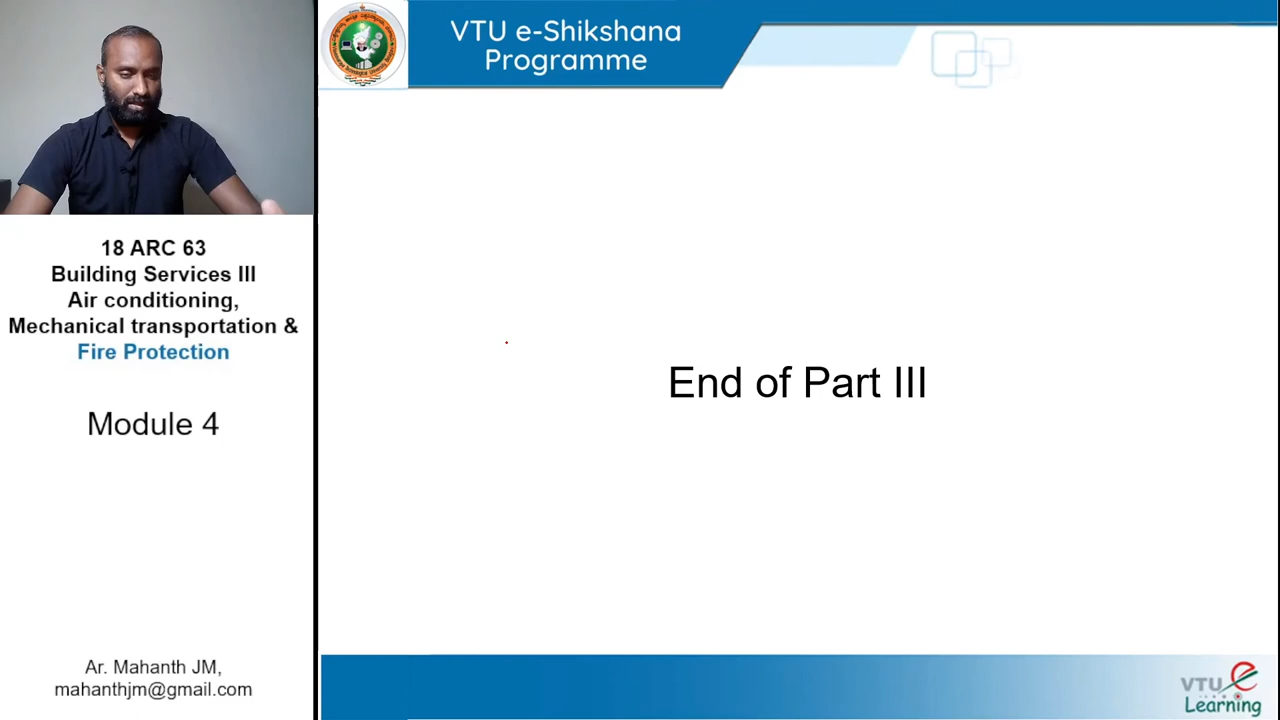 VTU e-Shikshana
Programme
18 ARC 63
Building Services III
Air conditioning,
Mechanical transportation &
Fire Protection
Module 4
End of Part III
Ar. Mahanth JM,
mahanthjm@gmail.com
VTU e
Learning